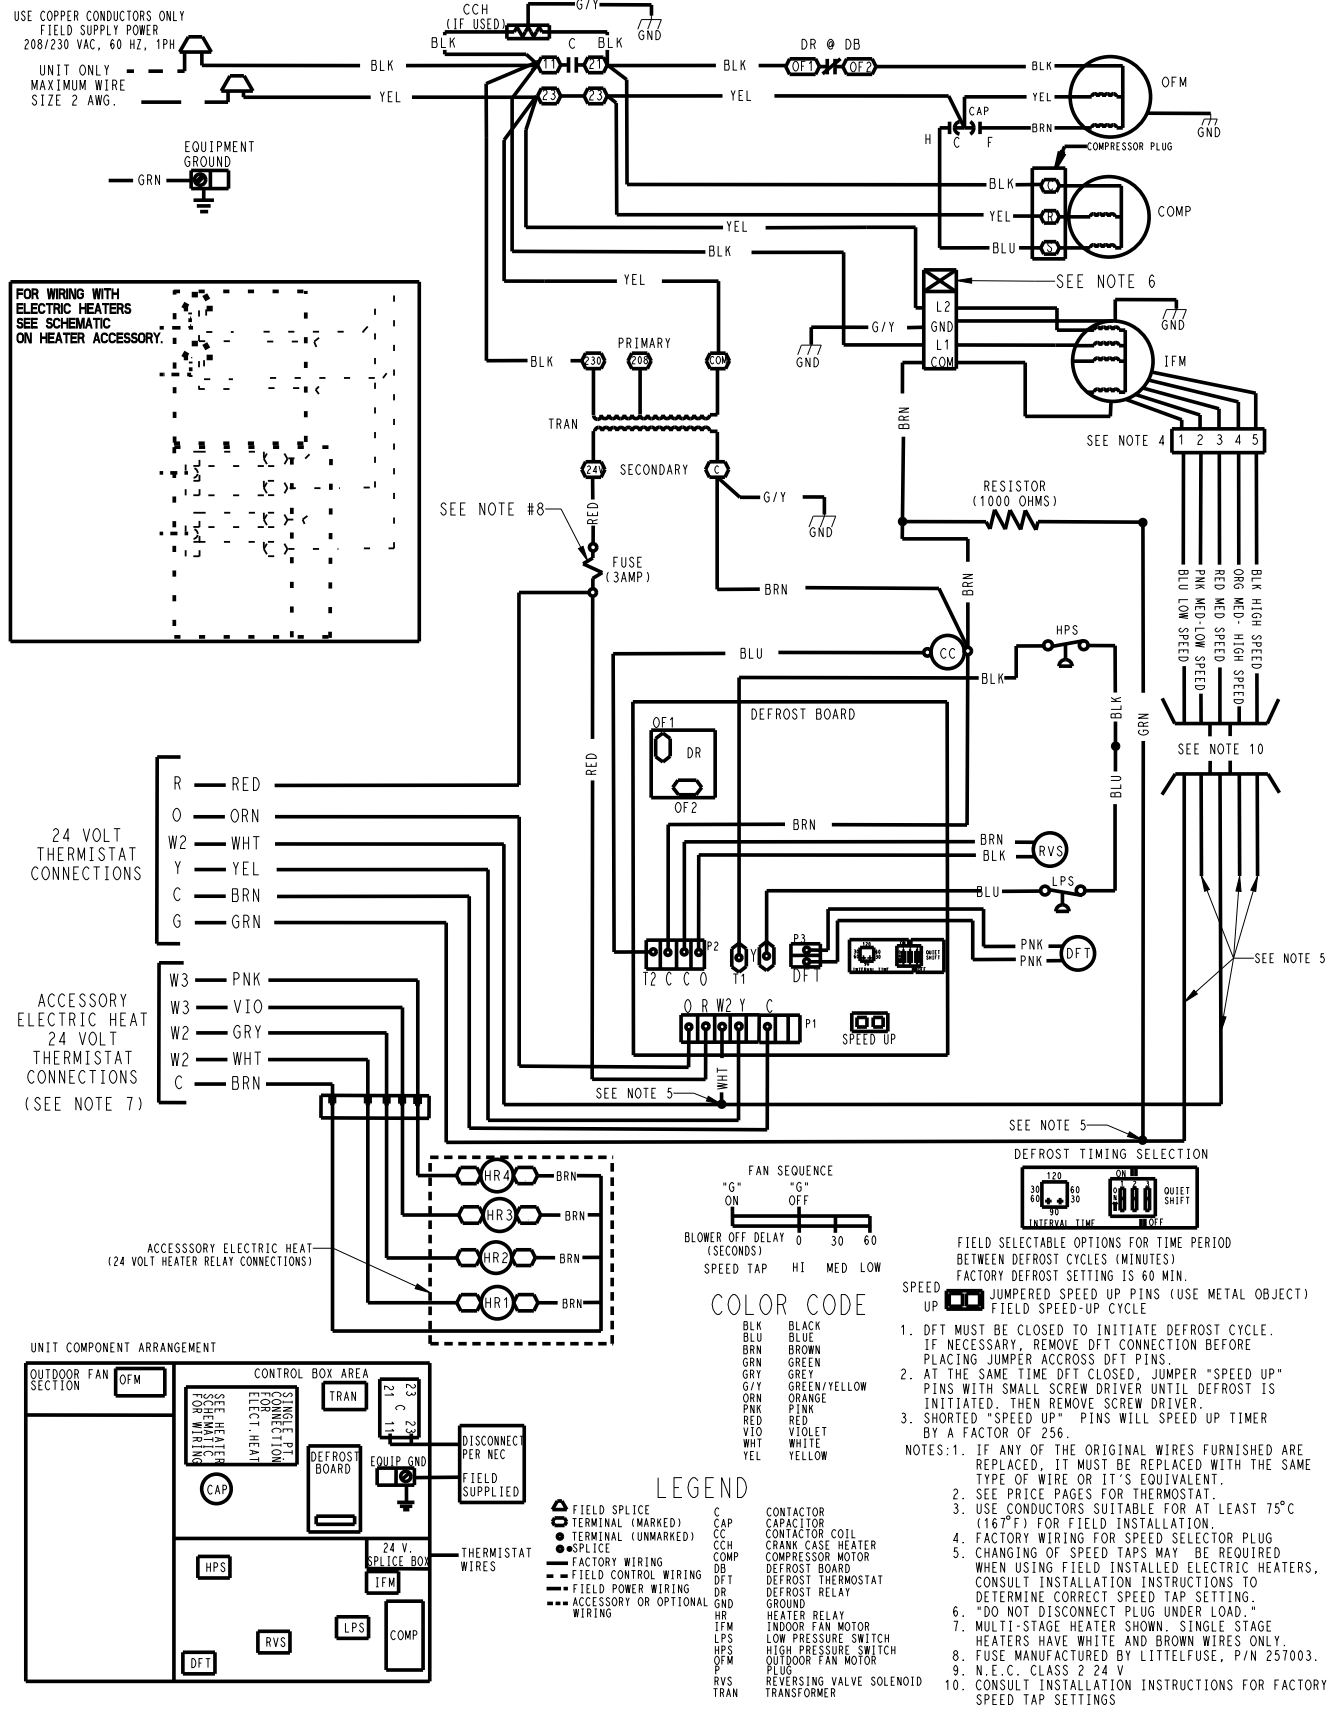 USE COPPER CONDUCTORS ONLY
FIELD SUPPLY POWER
208/230 VAC, 60 HZ, 1PH
UNIT ONLY
MAXIMUM WIRE
SIZE 2 AWG.
BLK
YEL
EQUIPMENT
GROUND
GRN
CCH
(IF USED)
G/Y
GND
BLK
C
BLK
11
21
23
23
BLK
YEL
DR @ DB
OF1
OF2
BLK
YEL
BRN
OFM
GND
CAP
H
C
F
COMPRESSOR PLUG
BLK
YEL
BLU
C
R
S
COMP
YEL
BLK
YEL
SEE NOTE 6
L2
GND
L1
COM
G/Y
GND
GND
IFM
FOR WIRING WITH
ELECTRIC HEATERS
SEE SCHEMATIC
ON HEATER ACCESSORY.
BLK
PRIMARY
230
208
COM
TRAN
24V
SECONDARY
C
G/Y
GND
BRN
SEE NOTE 4
1 2 3 4 5
SEE NOTE #8
RED
FUSE
(3AMP)
RESISTOR
(1000 OHMS)
BRN
BRN
BLU LOW SPEED
PNK MED-LOW SPEED
RED MED SPEED
ORG MED- HIGH SPEED
BLK HIGH SPEED
BLU
CC
HPS
BLK
BLK
GRN
BLU
SEE NOTE 10
DEFROST BOARD
OF1
DR
OF2
RED
24 VOLT
THERMISTAT
CONNECTIONS
R RED
O ORN
W2 WHT
Y YEL
C BRN
G GRN
BRN
BRN
BLK
RVS
BLU
LPS
P2
T2 C C O
T1
Y
P3
DFT
PNK
PNK
DFT
QUIET
SHIFT
INTERVAL TIME
SEE NOTE 5
O R W2 Y C
P1
SPEED UP
ACCESSORY
ELECTRIC HEAT
24 VOLT
THERMISTAT
CONNECTIONS
(SEE NOTE 7)
W3 PNK
W3 VIO
W2 GRY
W2 WHT
C BRN
WHT
SEE NOTE 5
SEE NOTE 5
HR4
BRN
HR3
BRN
HR2
BRN
HR1
BRN
ACCESSSORY ELECTRIC HEAT
(24 VOLT HEATER RELAY CONNECTIONS)
FAN SEQUENCE
"G" "G"
ON OFF
BLOWER OFF DELAY
(SECONDS)
0 30 60
SPEED TAP HI MED LOW
DEFROST TIMING SELECTION
120
30
60
60
30
90
INTERVAL TIME
ON
1 2 3
OFF
QUIET
SHIFT
FIELD SELECTABLE OPTIONS FOR TIME PERIOD
BETWEEN DEFROST CYCLES (MINUTES)
FACTORY DEFROST SETTING IS 60 MIN.
SPEED
UP
JUMPERED SPEED UP PINS (USE METAL OBJECT)
FIELD SPEED-UP CYCLE
1. DFT MUST BE CLOSED TO INITIATE DEFROST CYCLE.
IF NECESSARY, REMOVE DFT CONNECTION BEFORE
PLACING JUMPER ACCROSS DFT PINS.
2. AT THE SAME TIME DFT CLOSED, JUMPER "SPEED UP"
PINS WITH SMALL SCREW DRIVER UNTIL DEFROST IS
INITIATED. THEN REMOVE SCREW DRIVER.
3. SHORTED "SPEED UP" PINS WILL SPEED UP TIMER
BY A FACTOR OF 256.
NOTES:1. IF ANY OF THE ORIGINAL WIRES FURNISHED ARE
REPLACED, IT MUST BE REPLACED WITH THE SAME
TYPE OF WIRE OR IT'S EQUIVALENT.
2. SEE PRICE PAGES FOR THERMOSTAT.
3. USE CONDUCTORS SUITABLE FOR AT LEAST 75°C
(167°F) FOR FIELD INSTALLATION.
4. FACTORY WIRING FOR SPEED SELECTOR PLUG
5. CHANGING OF SPEED TAPS MAY BE REQUIRED
WHEN USING FIELD INSTALLED ELECTRIC HEATERS,
CONSULT INSTALLATION INSTRUCTIONS TO
DETERMINE CORRECT SPEED TAP SETTING.
6. "DO NOT DISCONNECT PLUG UNDER LOAD."
7. MULTI-STAGE HEATER SHOWN. SINGLE STAGE
HEATERS HAVE WHITE AND BROWN WIRES ONLY.
8. FUSE MANUFACTURED BY LITTELFUSE, P/N 257003.
9. N.E.C. CLASS 2 24 V
10. CONSULT INSTALLATION INSTRUCTIONS FOR FACTORY
SPEED TAP SETTINGS
COLOR CODE
BLK BLACK
BLU BLUE
BRN BROWN
GRN GREEN
GRY GREY
G/Y GREEN/YELLOW
ORN ORANGE
PNK PINK
RED RED
VIO VIOLET
WHT WHITE
YEL YELLOW
LEGEND
FIELD SPLICE
TERMINAL (MARKED)
TERMINAL (UNMARKED)
SPLICE
FACTORY WIRING
FIELD CONTROL WIRING
FIELD POWER WIRING
ACCESSORY OR OPTIONAL
WIRING
C CONTACTOR
CAP CAPACITOR
CC CONTACTOR COIL
CCH CRANK CASE HEATER
COMP COMPRESSOR MOTOR
DB DEFROST BOARD
DFT DEFROST THERMOSTAT
DR DEFROST RELAY
GND GROUND
HR HEATER RELAY
IFM INDOOR FAN MOTOR
LPS LOW PRESSURE SWITCH
HPS HIGH PRESSURE SWITCH
OFM OUTDOOR FAN MOTOR
P PLUG
RVS REVERSING VALVE SOLENOID
TRAN TRANSFORMER
UNIT COMPONENT ARRANGEMENT
OUTDOOR FAN
SECTION
OFM
CONTROL BOX AREA
SINGLE PT.
CONNECTION
FOR
ELECT.HEAT
SEE HEATER
SCHEMATIC
FOR WIRING
TRAN
21 23
C
11 23
CAP
DEFROST
BOARD
EQUIP GND
DISCONNECT
PER NEC
FIELD
SUPPLIED
24 V.
SPLICE BOX
THERMISTAT
WIRES
HPS
IFM
LPS
COMP
RVS
DFT